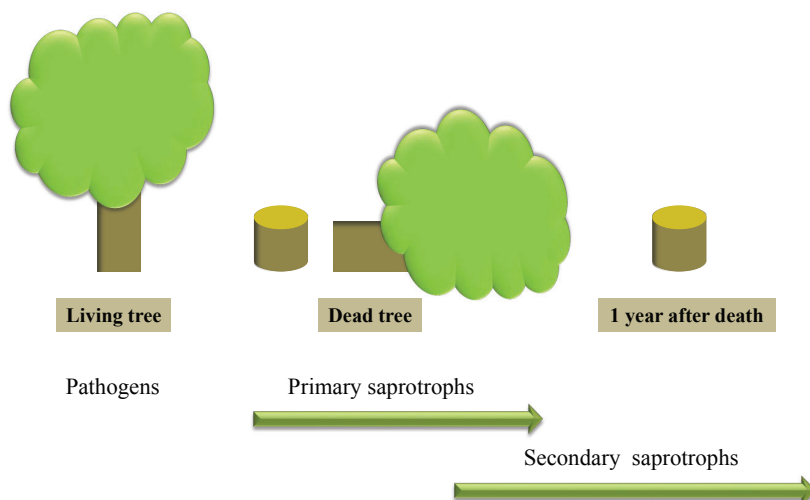 Living tree
Dead tree
1 year after death
Pathogens
Primary saprotrophs
Secondary saprotrophs